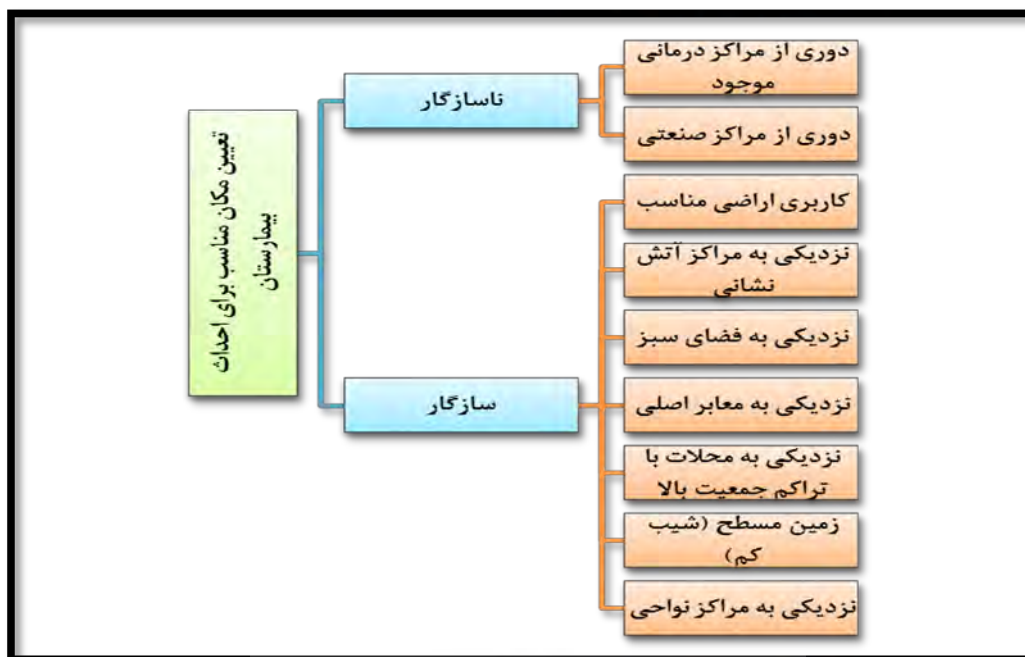 تعیین مکان مناسب برای احداث
بیمارستان
ناسازگار
دوری از مراکز درمانی
موجود
دوری از مراکز صنعتی
سازگار
کاربری اراضی مناسب
نزدیکی به مراکز آتش
نشانی
نزدیکی به فضای سبز
نزدیکی به معابر اصلی
نزدیکی به محلات با
تراکم جمعیت بالا
زمین مسطح (شیب
کم)
نزدیکی به مراکز نواحی